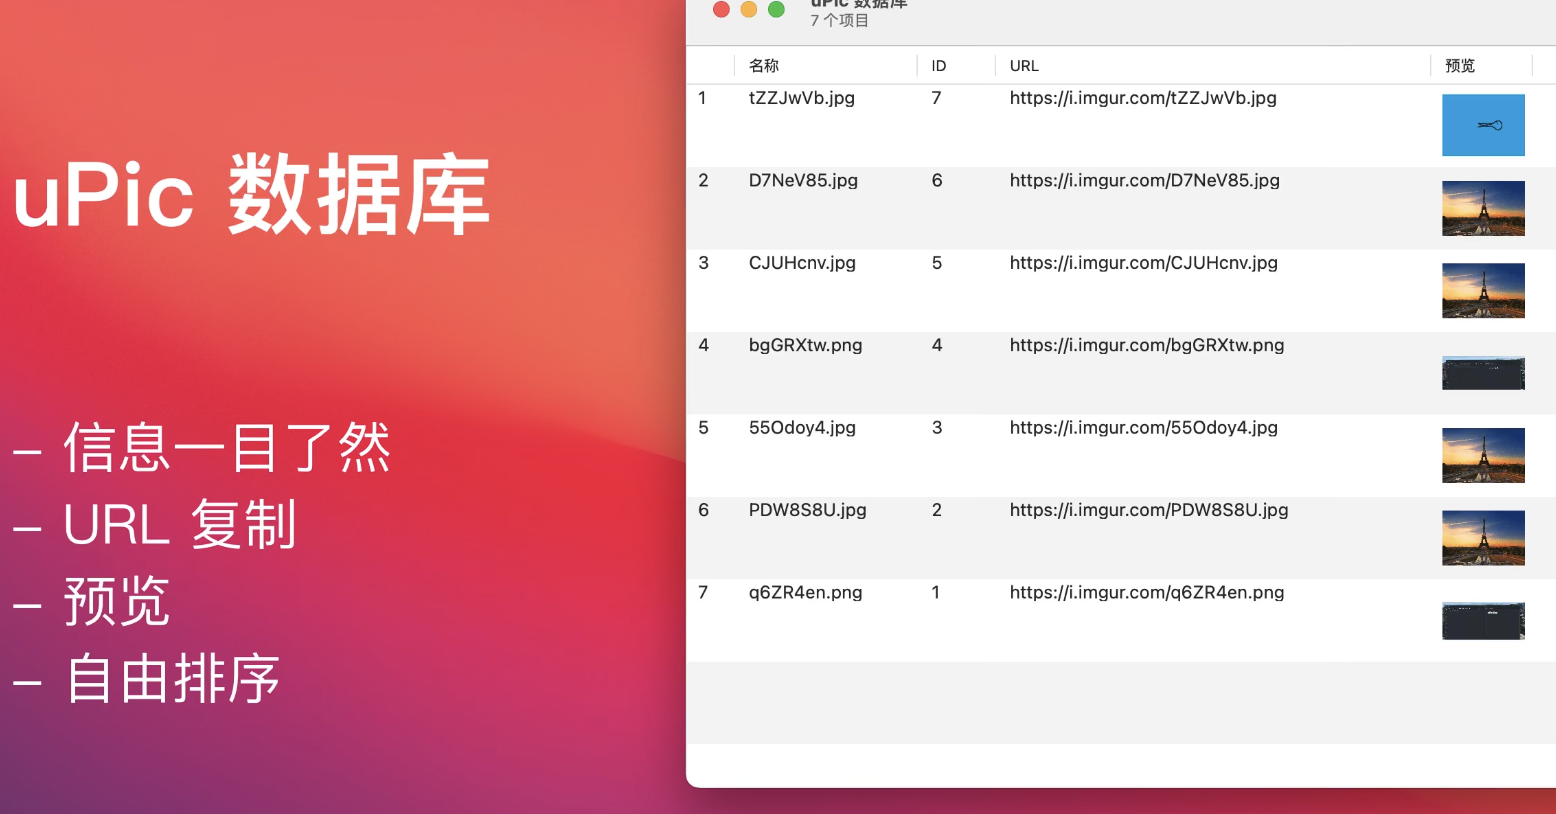 uPic 数据库
– 信息一目了然
– URL 复制
– 预览
– 自由排序
uPic 数据库
7 个项目
名称 ID URL 预览
1 tZZJwVb.jpg 7 https://i.imgur.com/tZZJwVb.jpg
2 D7NeV85.jpg 6 https://i.imgur.com/D7NeV85.jpg
3 CJUHcnv.jpg 5 https://i.imgur.com/CJUHcnv.jpg
4 bgGRXtw.png 4 https://i.imgur.com/bgGRXtw.png
5 55Odoy4.jpg 3 https://i.imgur.com/55Odoy4.jpg
6 PDW8S8U.jpg 2 https://i.imgur.com/PDW8S8U.jpg
7 q6ZR4en.png 1 https://i.imgur.com/q6ZR4en.png